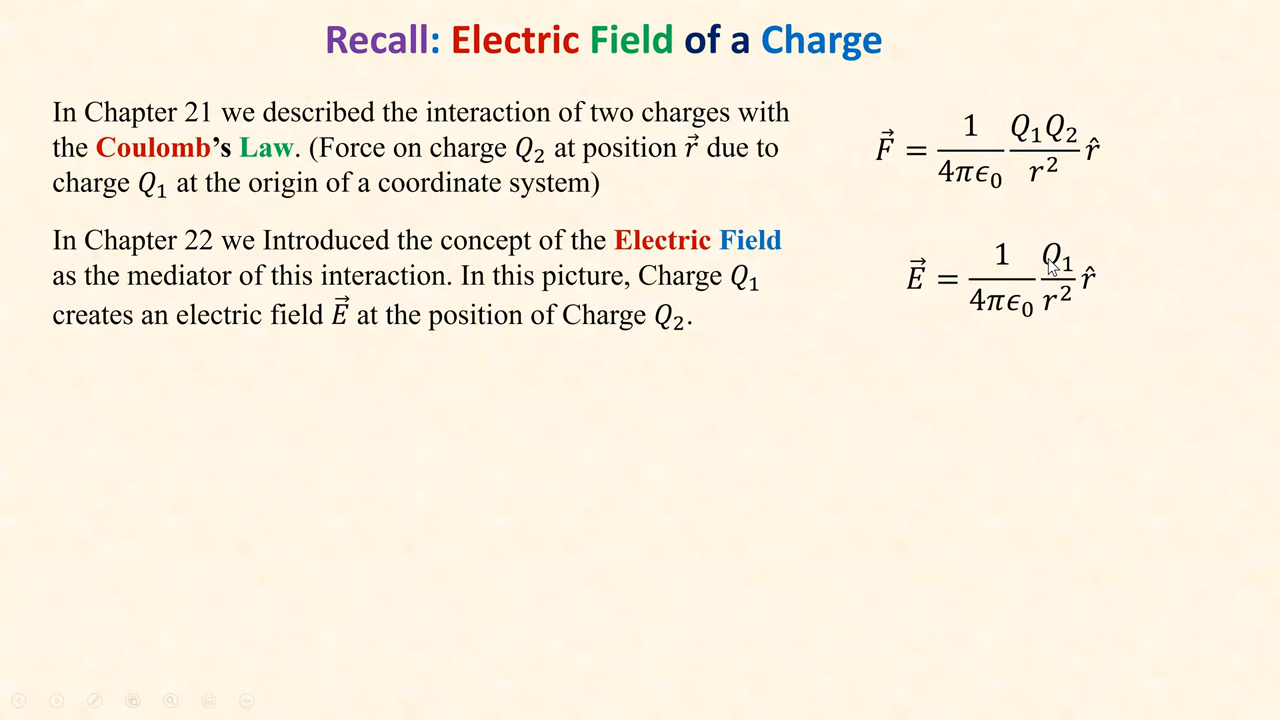 Recall: Electric Field of a Charge
In Chapter 21 we described the interaction of two charges with
the Coulomb's Law. (Force on charge Q₂ at position r⃗ due to
charge Q₁ at the origin of a coordinate system)
F⃗ = 1/(4πϵ₀) Q₁Q₂/r² r̂
In Chapter 22 we Introduced the concept of the Electric Field
as the mediator of this interaction. In this picture, Charge Q₁
creates an electric field E⃗ at the position of Charge Q₂.
E⃗ = 1/(4πϵ₀) Q₁/r² r̂